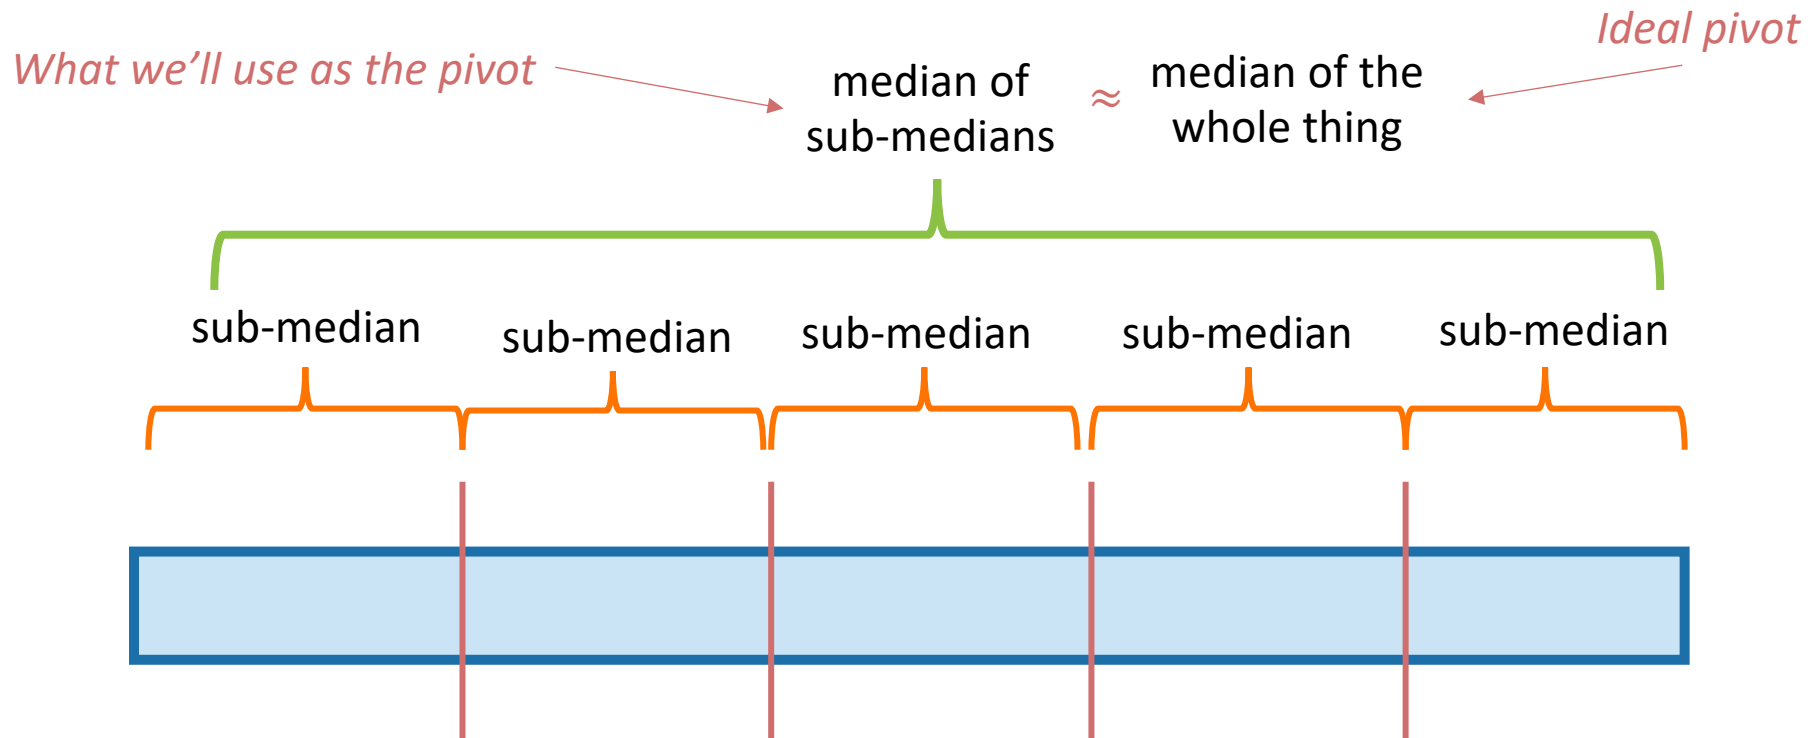 Ideal pivot
What we’ll use as the pivot
median of
sub-medians
≈
median of the
whole thing
sub-median
sub-median
sub-median
sub-median
sub-median